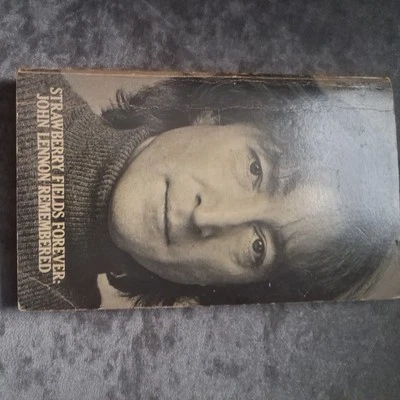 STRAWBERRY FIELDS FOREVER:
JOHN LENNON REMEMBERED